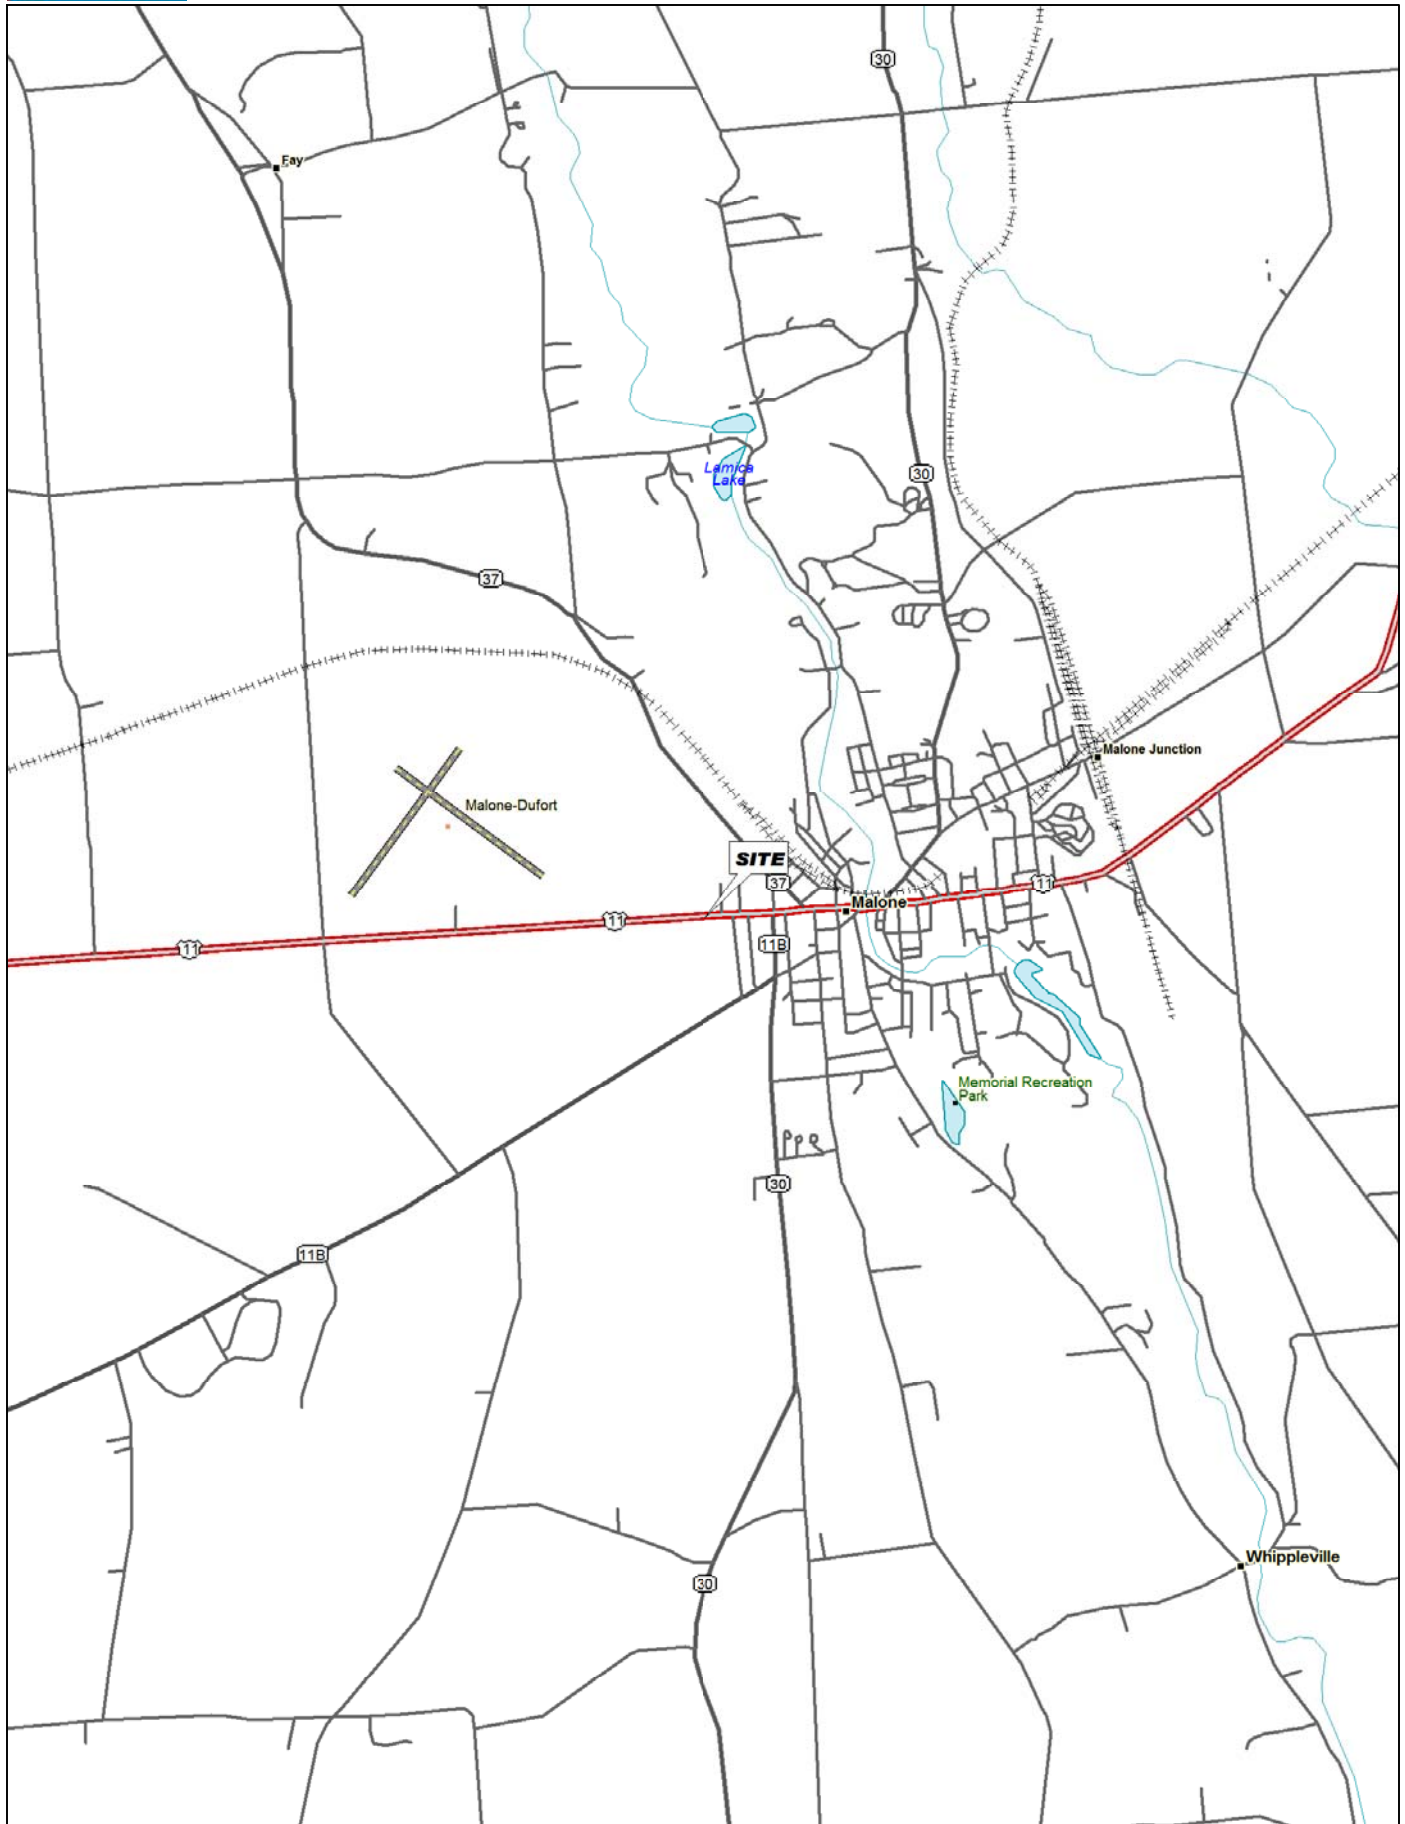 30
Fay
30
Lamica
Lake
37
Malone Junction
Malone-Dufort
SITE
37
11
Malone
11
11B
11
Memorial Recreation
Park
30
11B
Whippleville
30